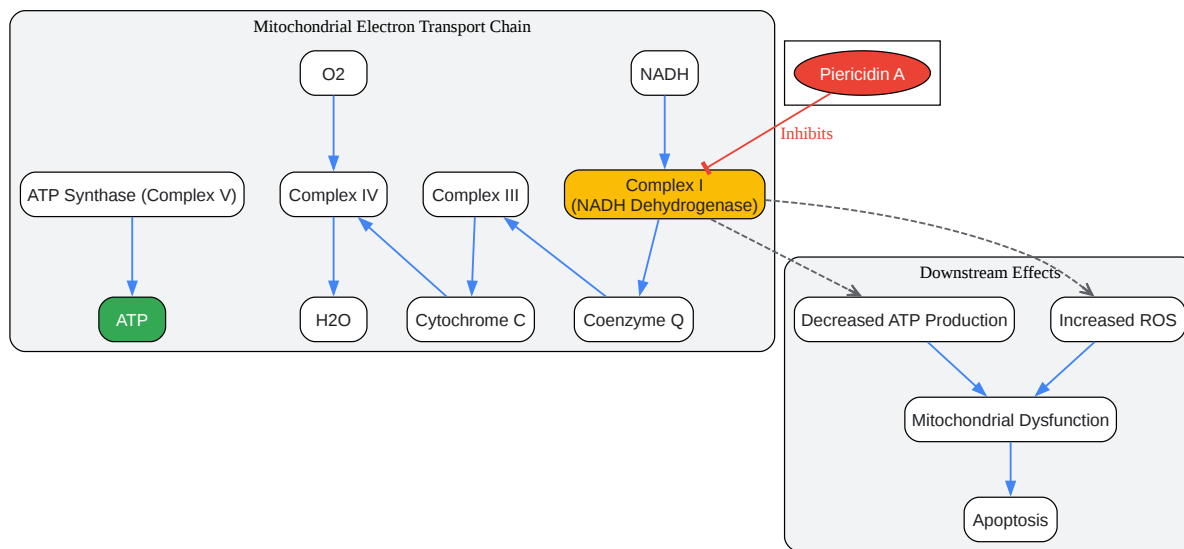 Mitochondrial Electron Transport Chain
O2
NADH
Piericidin A
Inhibits
ATP Synthase (Complex V)
Complex IV
Complex III
Complex I
(NADH Dehydrogenase)
Downstream Effects
ATP
H2O
Cytochrome C
Coenzyme Q
Decreased ATP Production
Increased ROS
Mitochondrial Dysfunction
Apoptosis